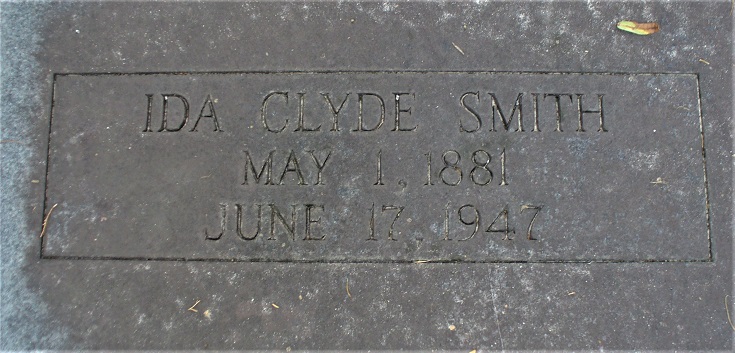 IDA CLYDE SMITH
MAY 1, 1881
JUNE 17, 1947